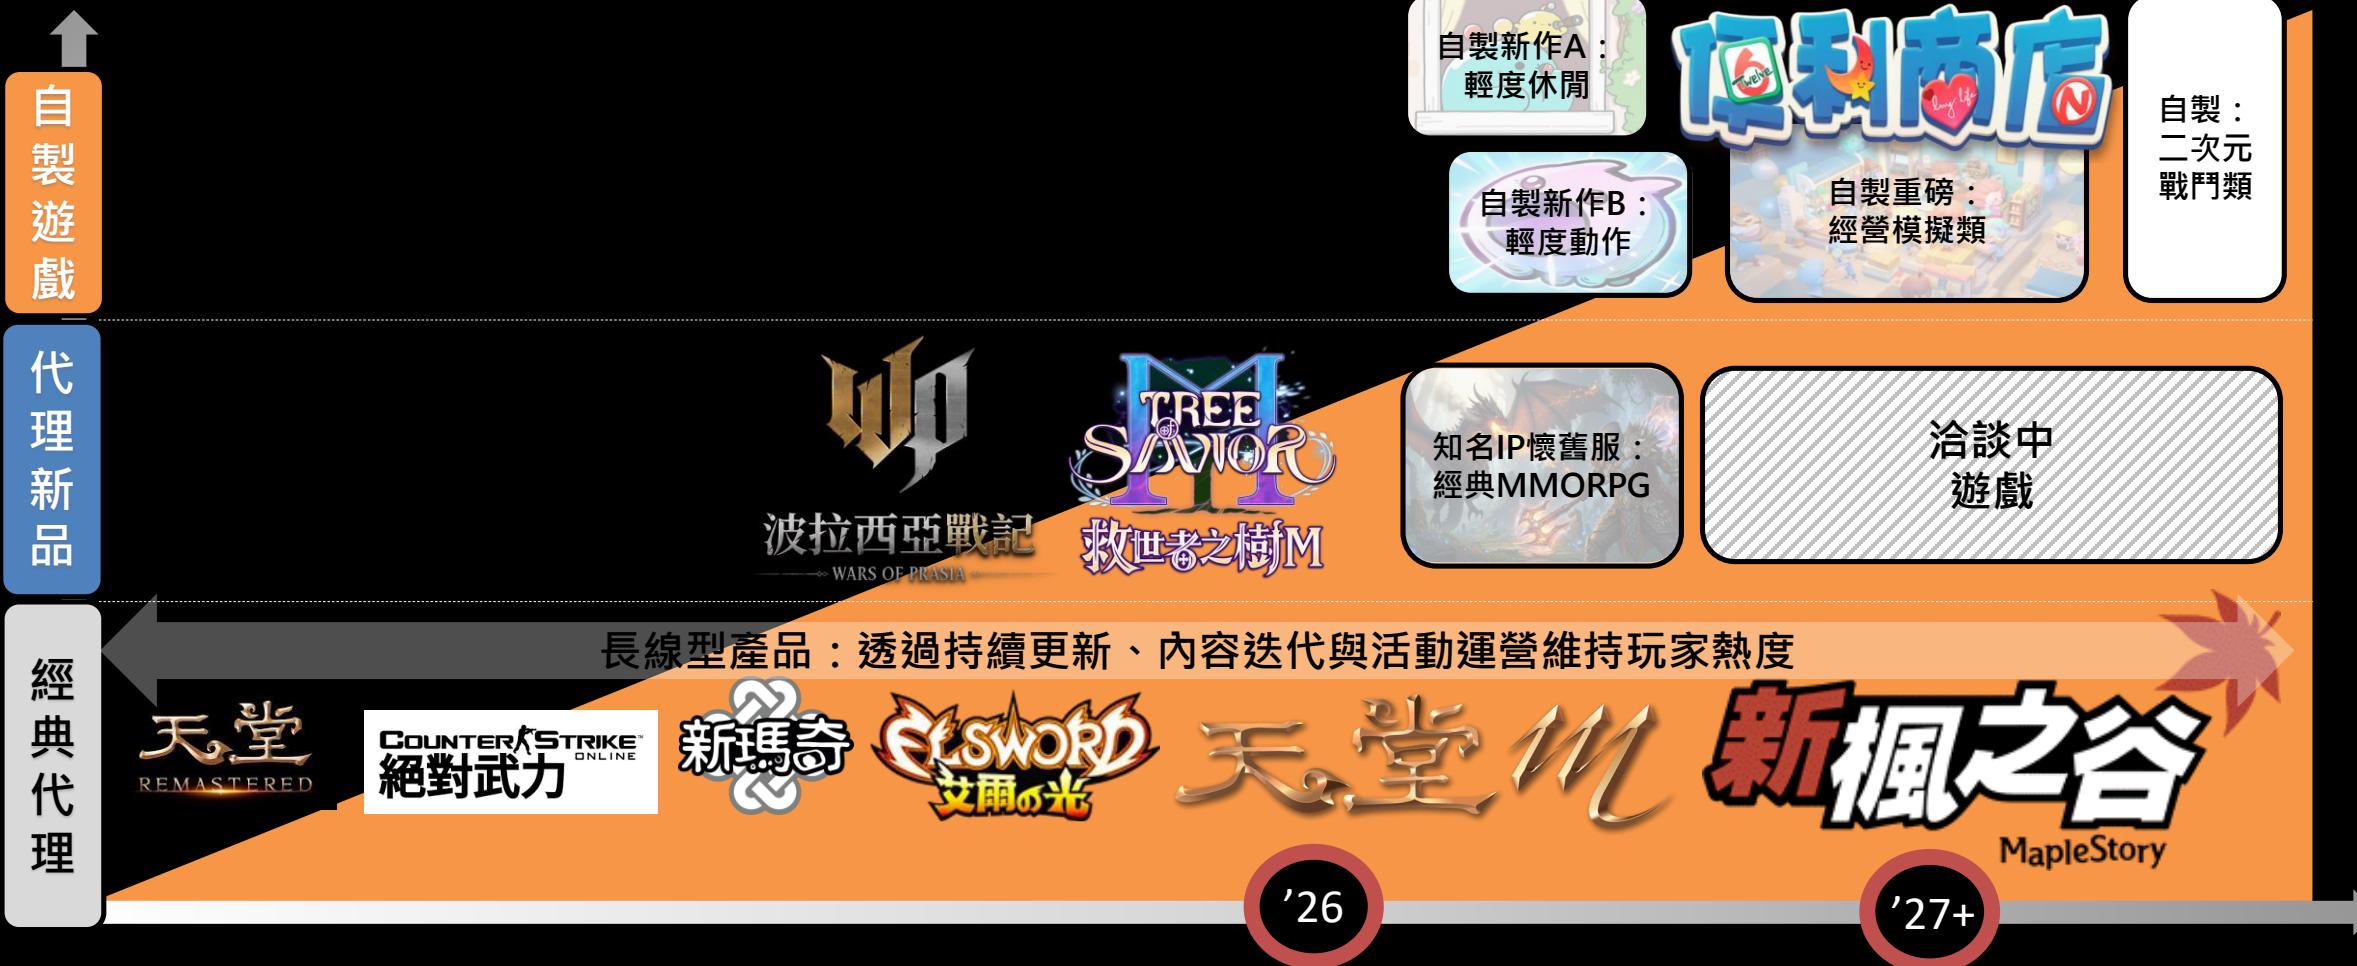 自製遊戲
自製新作A：
輕度休閒
便利商店
6
Twelve
long life
N
自製新作B：
輕度動作
自製重磅：
經營模擬類
自製：
二次元
戰鬥類
代理新品
WP
波拉西亞戰記
WARS OF PRASIA
M
TREE
of
SAVIOR
救世者之樹M
知名IP懷舊服：
經典MMORPG
洽談中
遊戲
經典代理
長線型產品：透過持續更新、內容迭代與活動運營維持玩家熱度
天堂
REMASTERED
COUNTER STRIKE
ONLINE
絕對武力
新瑪奇
ELSWORD
艾爾の光
天堂m
新楓之谷
MapleStory
’26
’27+